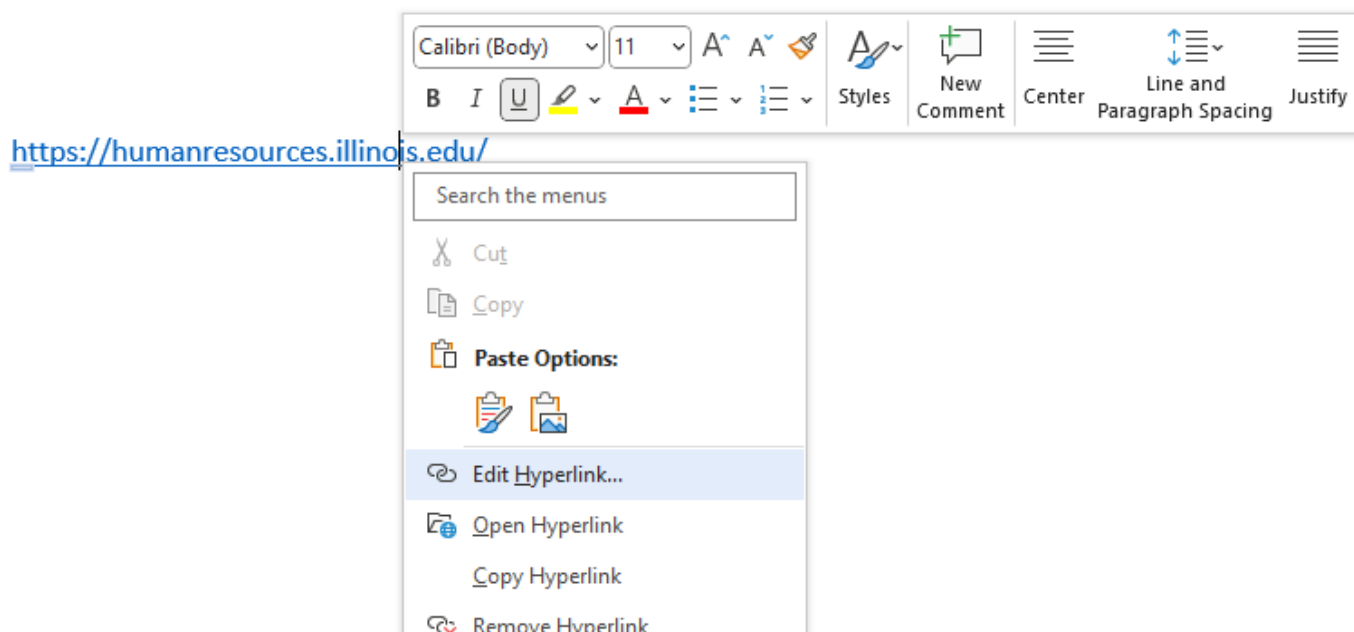 Calibri (Body) 11 A A
B I U A Styles New Comment Center Line and Paragraph Spacing Justify
https://humanresources.illinois.edu/
Search the menus
Cut
Copy
Paste Options:
Edit Hyperlink...
Open Hyperlink
Copy Hyperlink
Remove Hyperlink